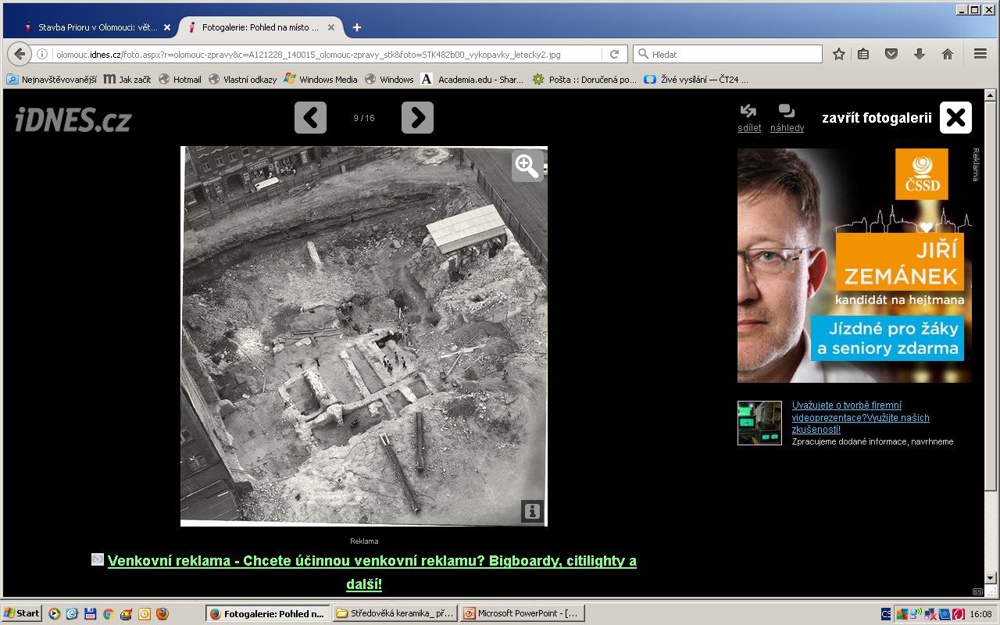 Stavba Prioru v Olomouci: vět...
Fotogalerie: Pohled na místo ...
olomouc.idnes.cz/foto.aspx?r=olomouc-zpravy&c=A121228_140015_olomouc-zpravy_stk&foto=STK482b00_vykopavky_letecky2.jpg
Hledat
Nejnavštěvovanější
Jak začít
Hotmail
Vlastní odkazy
Windows Media
Windows
Academia.edu - Shar...
Pošta :: Doručená po...
Živé vysílání — ČT24 ...
iDNES.cz
9 / 16
sdílet
náhledy
zavřít fotogalerii
Reklama
ČSSD
JIŘÍ
ZEMÁNEK
kandidát na hejtmana
Jízdné pro žáky
a seniory zdarma
Uvažujete o tvorbě firemní
videoprezentace?Využijte našich
zkušeností!
Zpracujeme dodané informace, navrhneme
Reklama
Venkovní reklama - Chcete účinnou venkovní reklamu? Bigboardy, citilighty a
další!
Start
Fotogalerie: Pohled n...
Středověká keramika_ př...
Microsoft PowerPoint - [...
CS
16:08